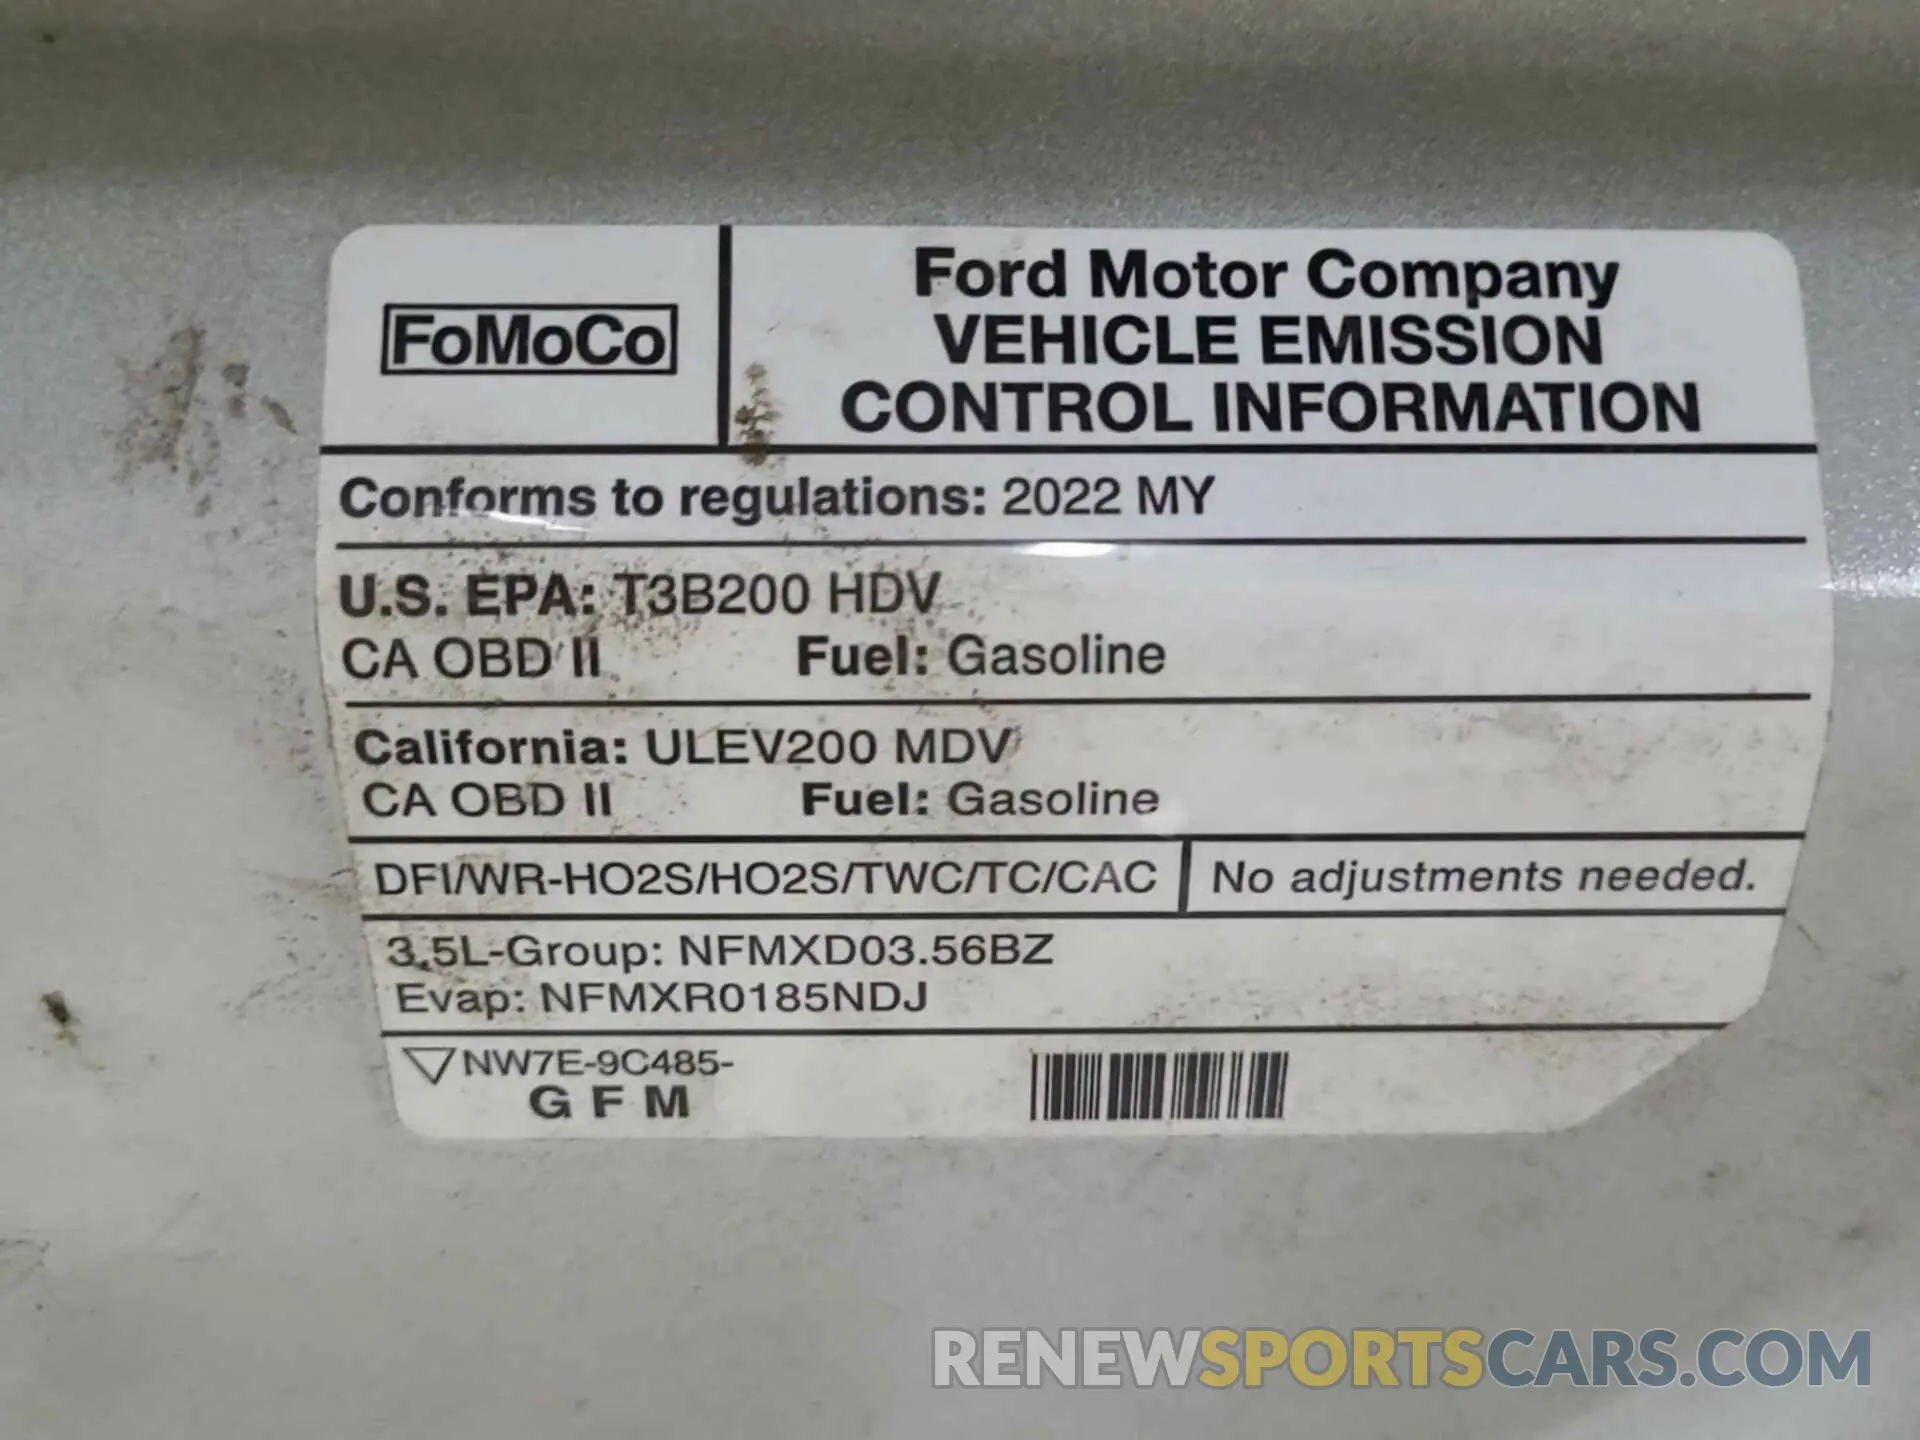 FoMoCo
Ford Motor Company
VEHICLE EMISSION
CONTROL INFORMATION
Conforms to regulations: 2022 MY
U.S. EPA: T3B200 HDV
CA OBD II Fuel: Gasoline
California: ULEV200 MDV
CA OBD II Fuel: Gasoline
DFI/WR-HO2S/HO2S/TWC/TC/CAC No adjustments needed.
3.5L-Group: NFMXD03.56BZ
Evap: NFMXR0185NDJ
NW7E-9C485-
G F M
RENEWSPORTSCARS.COM